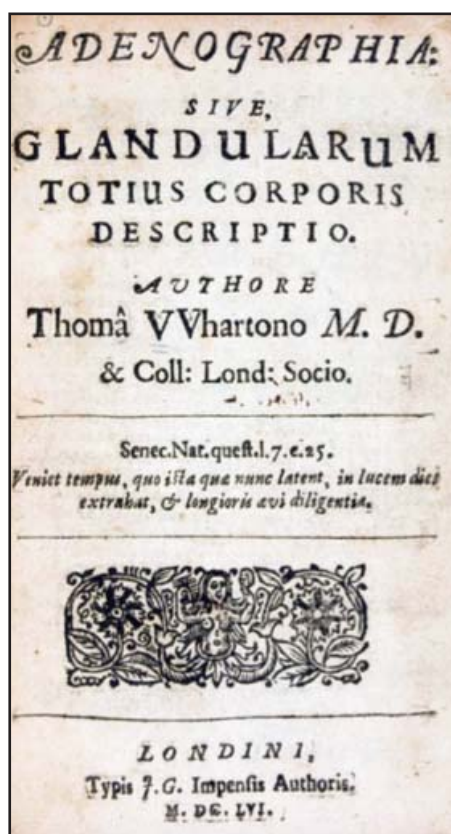 ADENOGRAPHIA:
SIVE,
GLANDULARUM
TOTIUS CORPORIS
DESCRIPTIO.
AUTHORE
Thomâ VVhartono M. D.
& Coll: Lond: Socio.
Senec. Nat. quest. l. 7. c. 25.
Veniet tempus, quo ista quæ nunc latent, in lucem dies
extrahat, & longioris ævi diligentia.
LONDINI,
Typis J. G. Impensis Authoris.
M. DC. LVI.